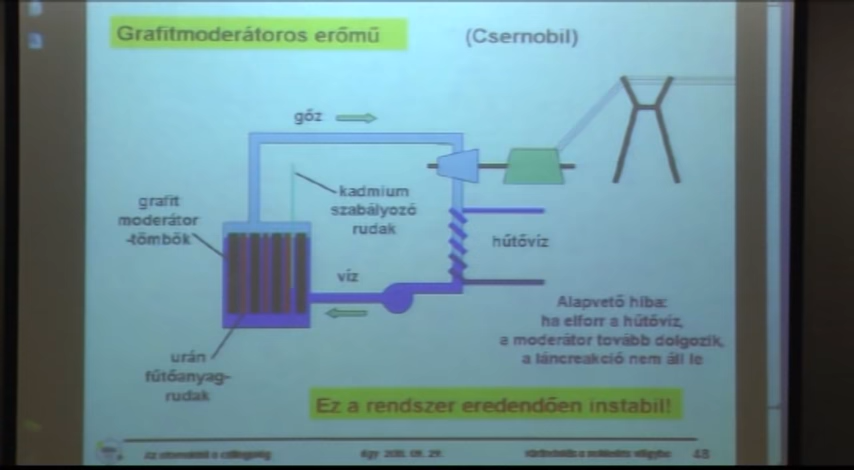 Grafitmoderátoros erőmű
(Csernobil)
gőz
grafit
moderátor
-tömbök
kadmium
szabályozó
rudak
hűtővíz
víz
Alapvető hiba:
ha elforr a hűtővíz,
a moderátor tovább dolgozik,
a láncreakció nem áll le
urán
fűtőanyag-
rudak
Ez a rendszer eredendően instabil!
48